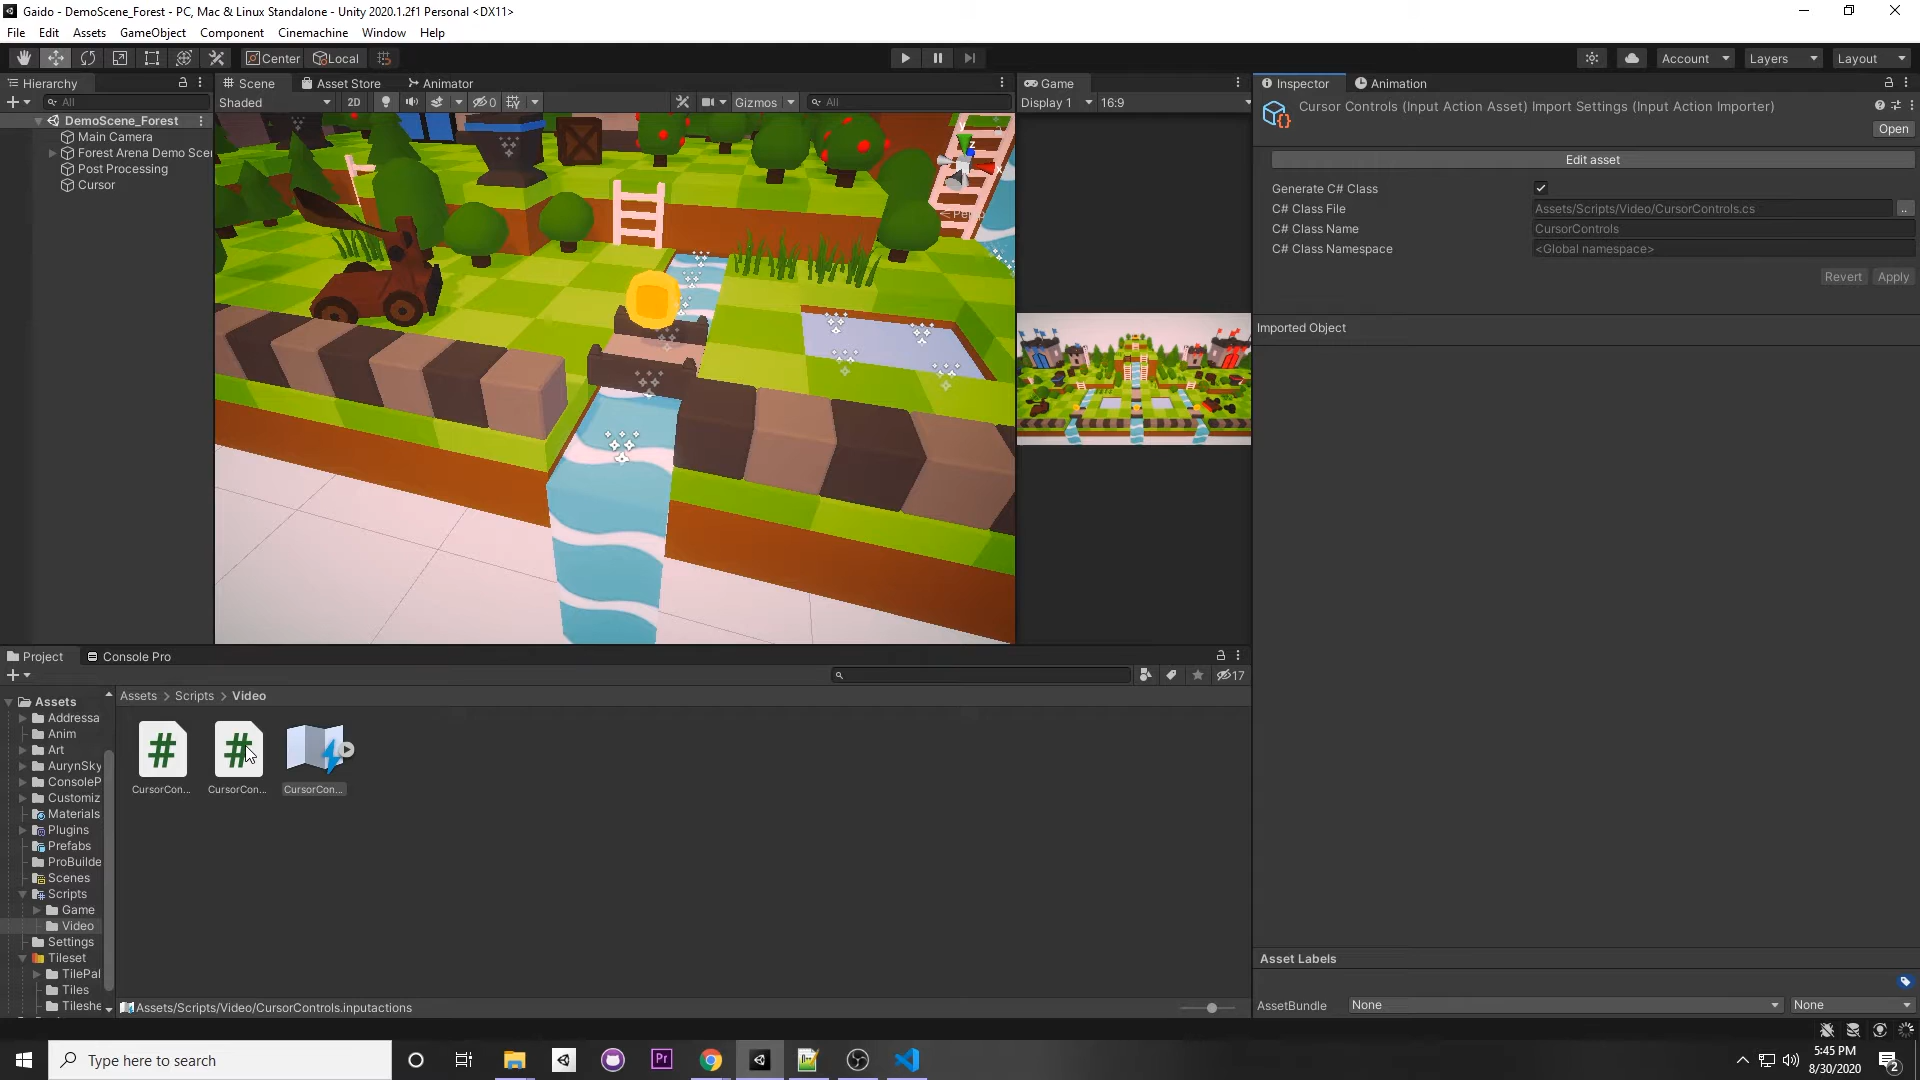 Gaido - DemoScene_Forest - PC, Mac & Linux Standalone - Unity 2020.1.2f1 Personal <DX11>
File Edit Assets GameObject Component Cinemachine Window Help
Center Local
Account Layers Layout
Hierarchy
All
DemoScene_Forest
Main Camera
Forest Arena Demo Scer
Post Processing
Cursor
Scene Asset Store Animator
Shaded 2D 0 Gizmos All
y
z
x
< Persp
Game
Display 1 16:9
Inspector Animation
Cursor Controls (Input Action Asset) Import Settings (Input Action Importer)
Open
Edit asset
Generate C# Class
C# Class File Assets/Scripts/Video/CursorControls.cs ..
C# Class Name CursorControls
C# Class Namespace <Global namespace>
Revert Apply
Imported Object
Project Console Pro
17
Assets
Addressa
Anim
Art
AurynSky
ConsoleP
Customiz
Materials
Plugins
Prefabs
ProBuilde
Scenes
Scripts
Game
Video
Settings
Tileset
TilePal
Tiles
Tileshe
Assets > Scripts > Video
# #
CursorCon... CursorCon... CursorCon...
Assets/Scripts/Video/CursorControls.inputactions
Asset Labels
AssetBundle None None
Type here to search
Pr
5:45 PM
8/30/2020
2